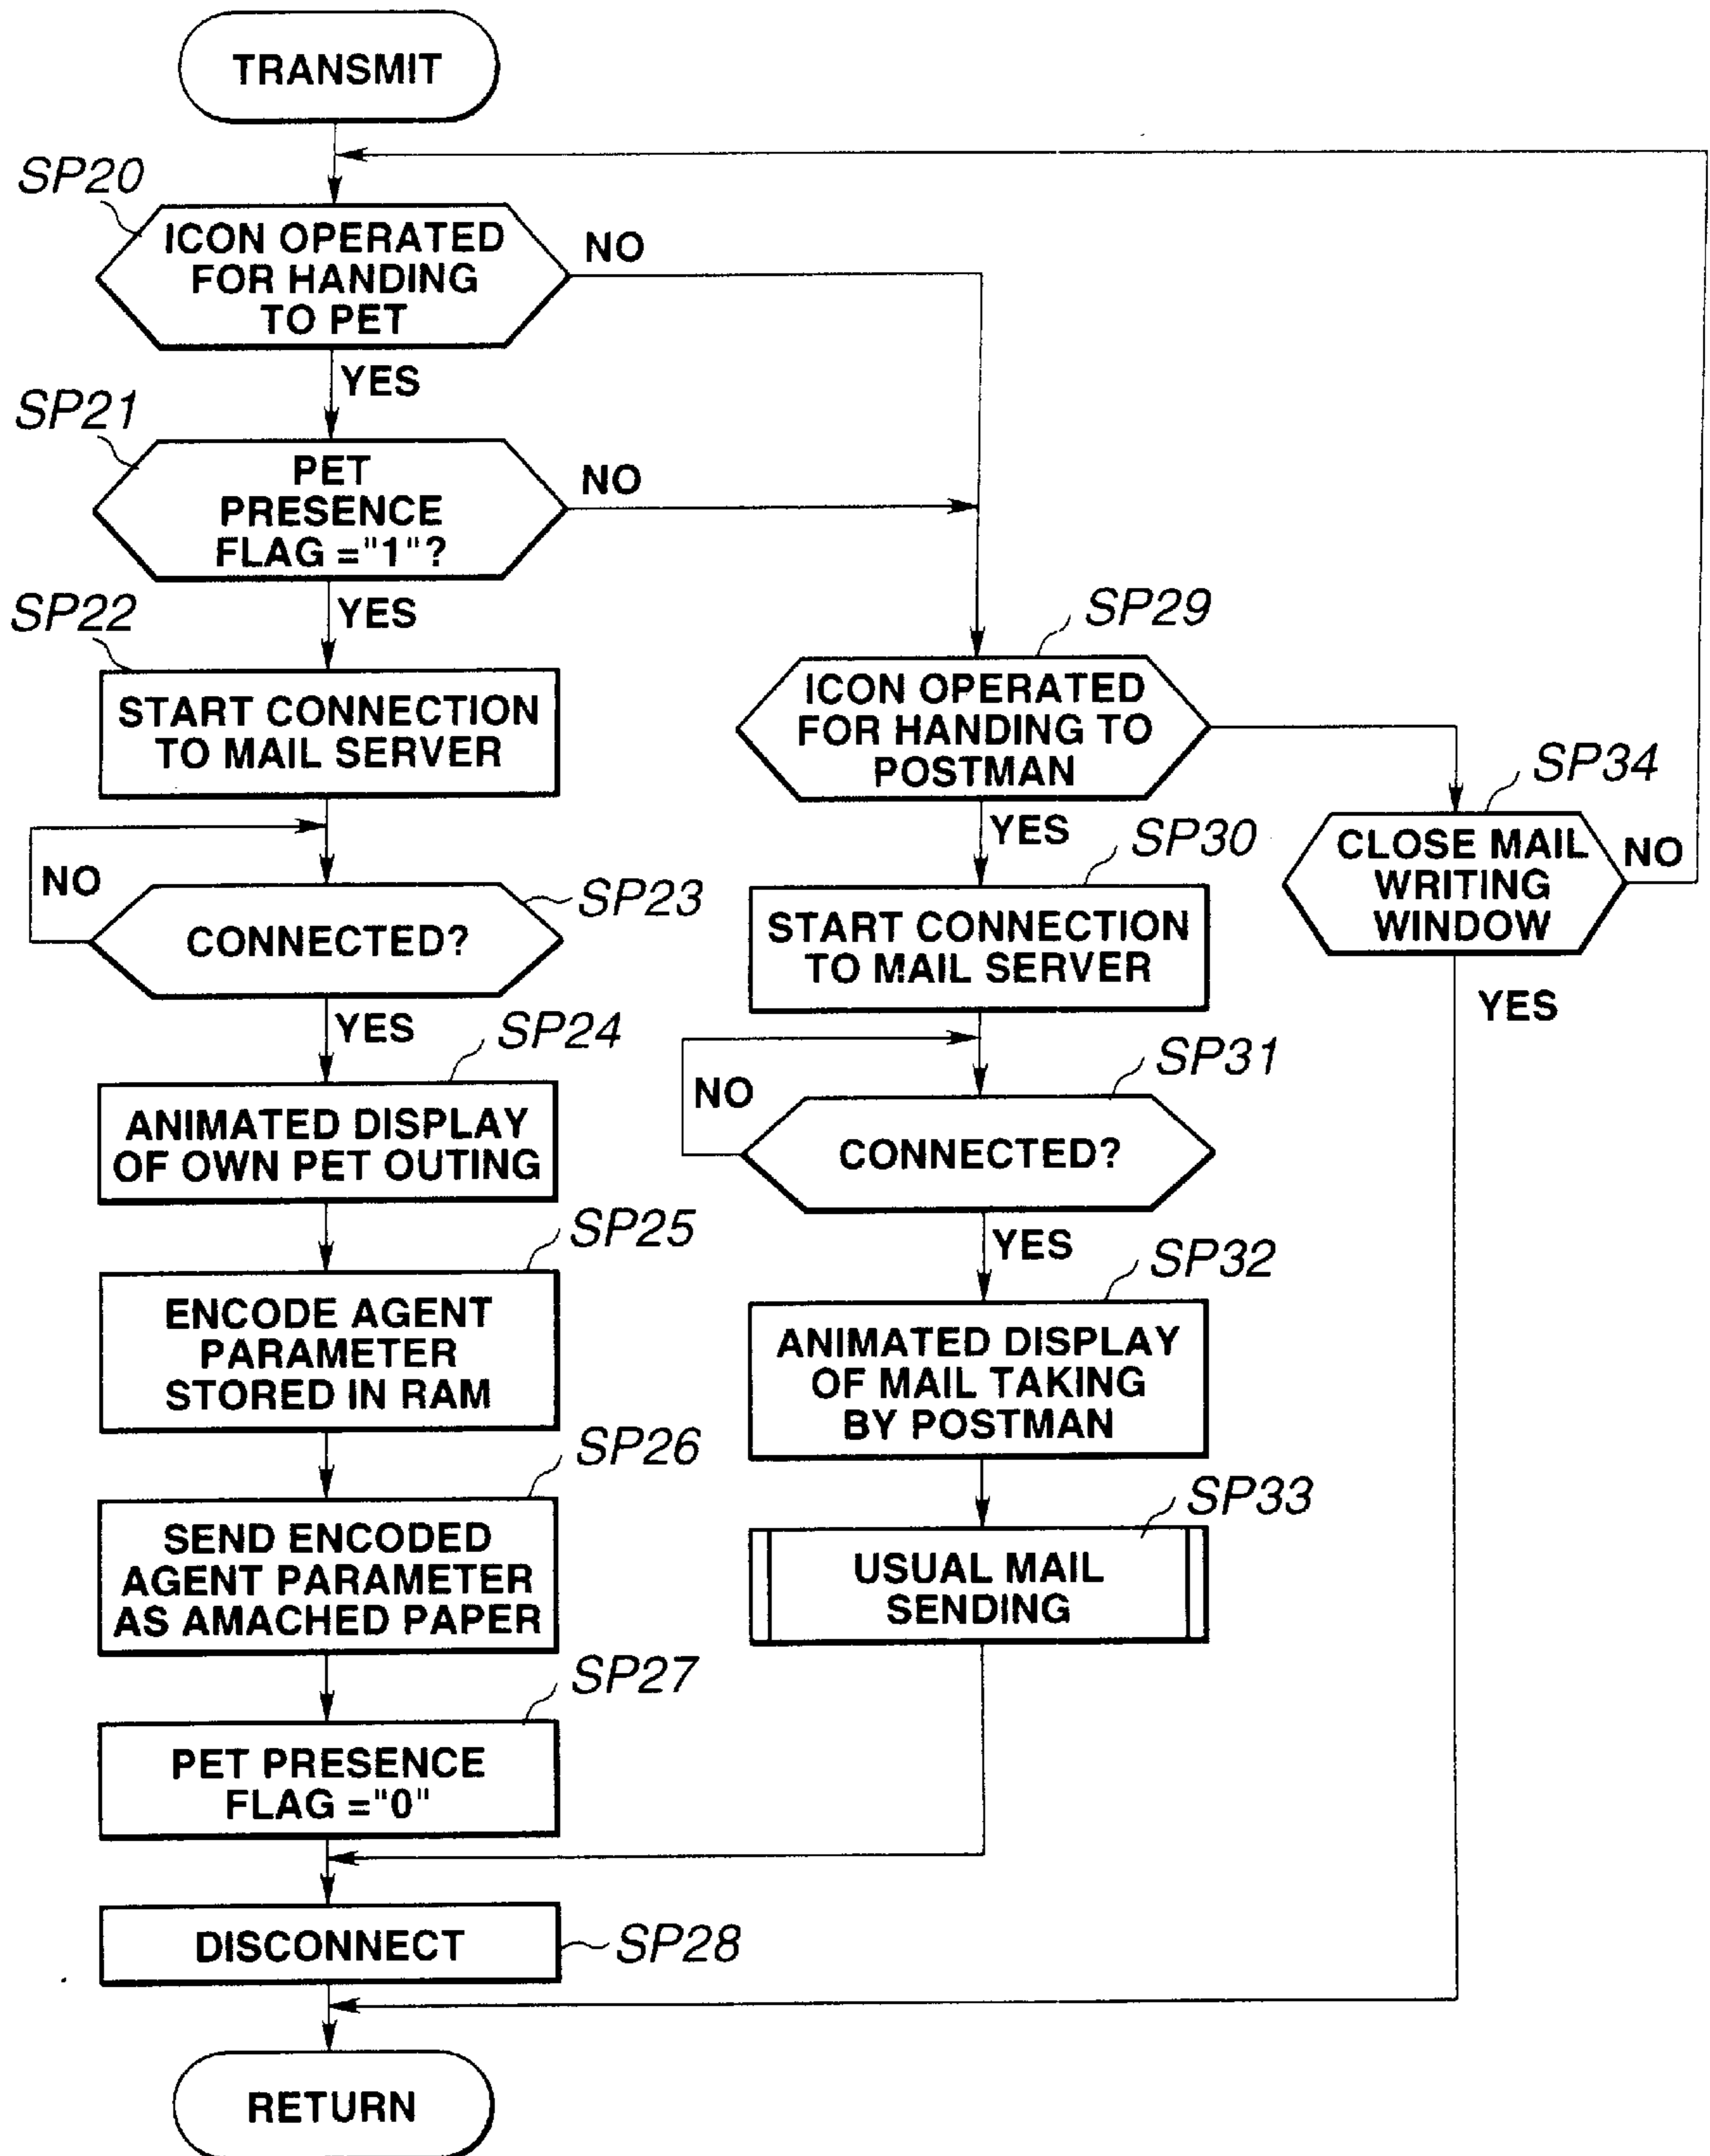 TRANSMIT
SP20
ICON OPERATED
FOR HANDING
TO PET
NO
YES
SP21
PET
PRESENCE
FLAG ="1"?
NO
YES
SP22
START CONNECTION
TO MAIL SERVER
NO
CONNECTED?
SP23
YES
SP24
ANIMATED DISPLAY
OF OWN PET OUTING
SP25
ENCODE AGENT
PARAMETER
STORED IN RAM
SP26
SEND ENCODED
AGENT PARAMETER
AS AMACHED PAPER
SP27
PET PRESENCE
FLAG ="0"
DISCONNECT
SP28
RETURN
SP29
ICON OPERATED
FOR HANDING TO
POSTMAN
YES
SP30
START CONNECTION
TO MAIL SERVER
NO
SP31
CONNECTED?
YES
SP32
ANIMATED DISPLAY
OF MAIL TAKING
BY POSTMAN
SP33
USUAL MAIL
SENDING
SP34
CLOSE MAIL
WRITING
WINDOW
NO
YES